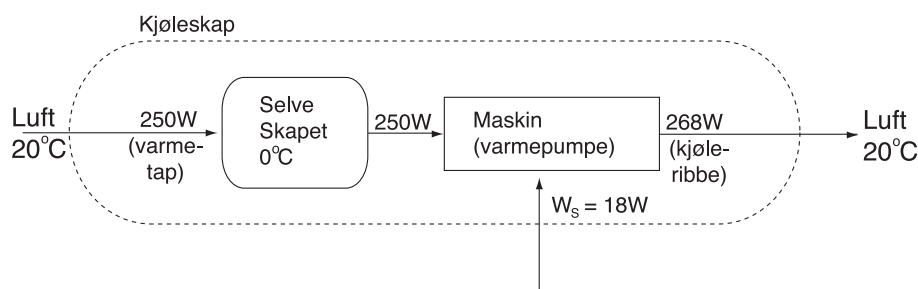 Kjøleskap
Luft
20°C
250W
(varme-
tap)
Selve
Skapet
0°C
250W
Maskin
(varmepumpe)
268W
(kjøle-
ribbe)
Luft
20°C
W_S = 18W